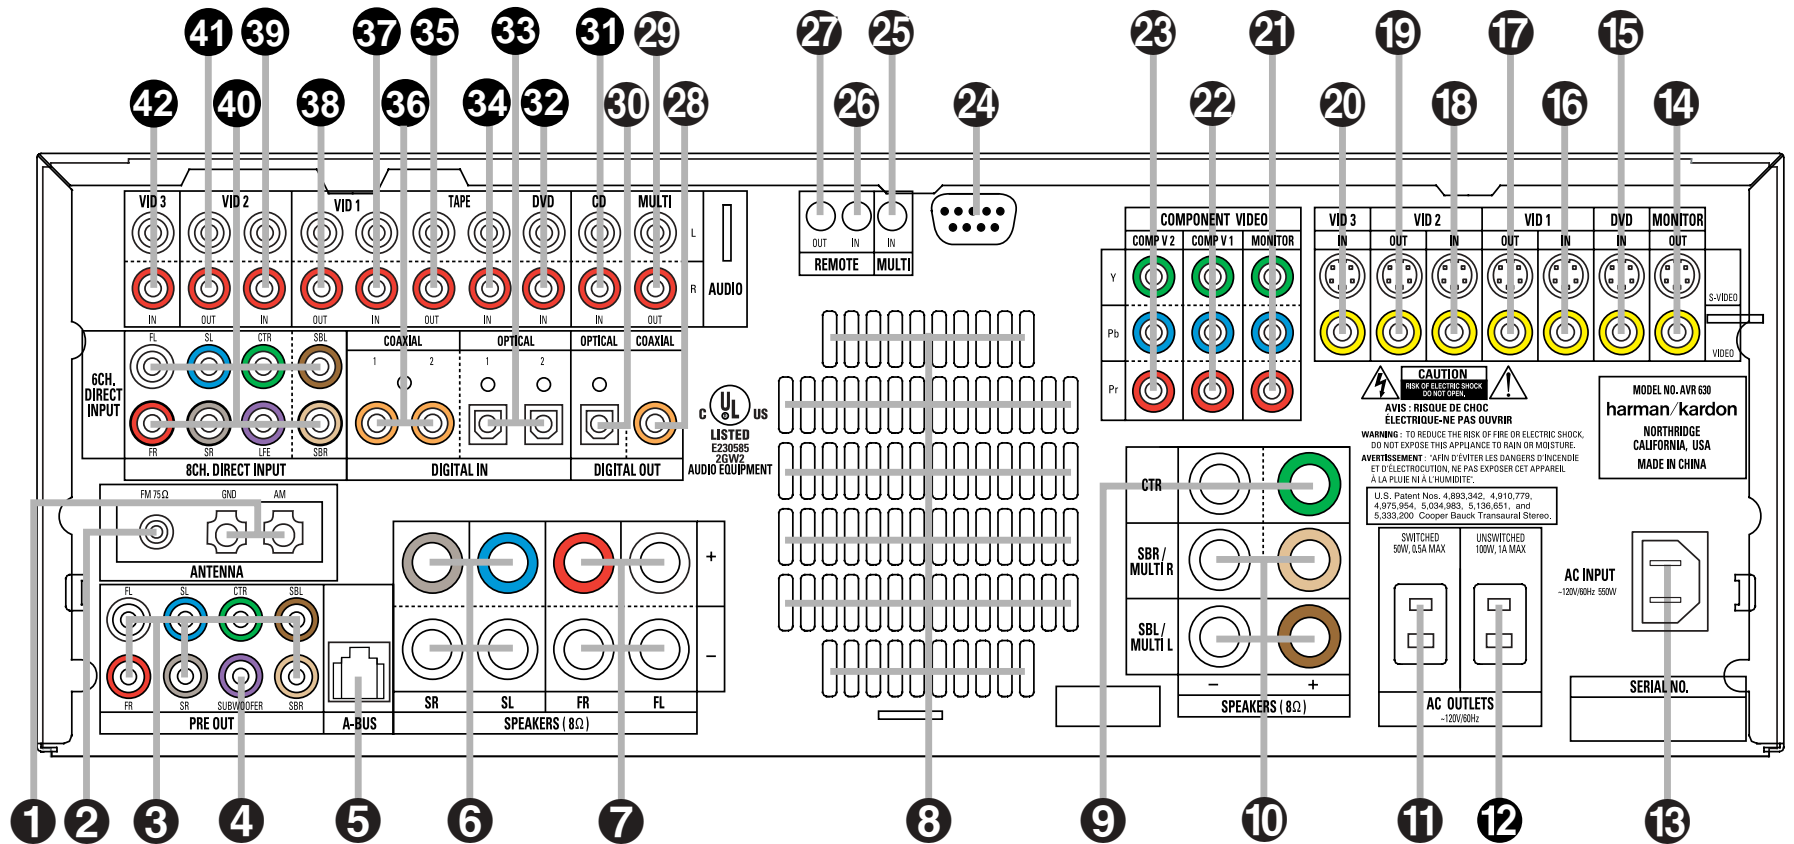 41 39 37 35 33 31 29 27 25 23 21 19 17 15
42 40 38 36 34 32 30 28 26 24 22 20 18 16 14
VID 3 VID 2 VID 1 TAPE DVD CD MULTI
L
R
AUDIO
IN OUT IN OUT IN OUT IN IN IN OUT
FL SL CTR SBL
6CH.
DIRECT
INPUT
FR SR LFE SBR
8CH. DIRECT INPUT
COAXIAL OPTICAL OPTICAL COAXIAL
1 2 1 2
DIGITAL IN DIGITAL OUT
C UL US
LISTED
E230585
2GW2
AUDIO EQUIPMENT
OUT IN IN
REMOTE MULTI
COMPONENT VIDEO
COMP V 2 COMP V 1 MONITOR
Y
Pb
Pr
VID 3 VID 2 VID 1 DVD MONITOR
IN OUT IN OUT IN IN OUT
S-VIDEO
VIDEO
CAUTION
RISK OF ELECTRIC SHOCK
DO NOT OPEN.
AVIS : RISQUE DE CHOC
ÉLECTRIQUE-NE PAS OUVRIR
WARNING : TO REDUCE THE RISK OF FIRE OR ELECTRIC SHOCK,
DO NOT EXPOSE THIS APPLIANCE TO RAIN OR MOISTURE.
AVERTISSEMENT : "AFIN D'ÉVITER LES DANGERS D'INCENDIE
ET D'ÉLECTROCUTION, NE PAS EXPOSER CET APPAREIL
À LA PLUIE NI À L'HUMIDITE".
U.S. Patent Nos. 4,893,342, 4,910,779,
4,975,954, 5,034,983, 5,136,651, and
5,333,200 Cooper Bauck Transaural Stereo.
MODEL NO. AVR 630
harman/kardon
NORTHRIDGE
CALIFORNIA, USA
MADE IN CHINA
FM 75Ω GND AM
ANTENNA
FL SL CTR SBL
FR SR SUBWOOFER SBR
PRE OUT A-BUS
+
–
SR SL FR FL
SPEAKERS ( 8Ω )
CTR
SBR /
MULTI R
SBL /
MULTI L
– +
SPEAKERS ( 8Ω )
SWITCHED
50W, 0.5A MAX
UNSWITCHED
100W, 1A MAX
AC OUTLETS
~120V/60Hz
AC INPUT
~120V/60Hz 550W
SERIAL NO.
1 2 3 4 5 6 7 8 9 10 11 12 13